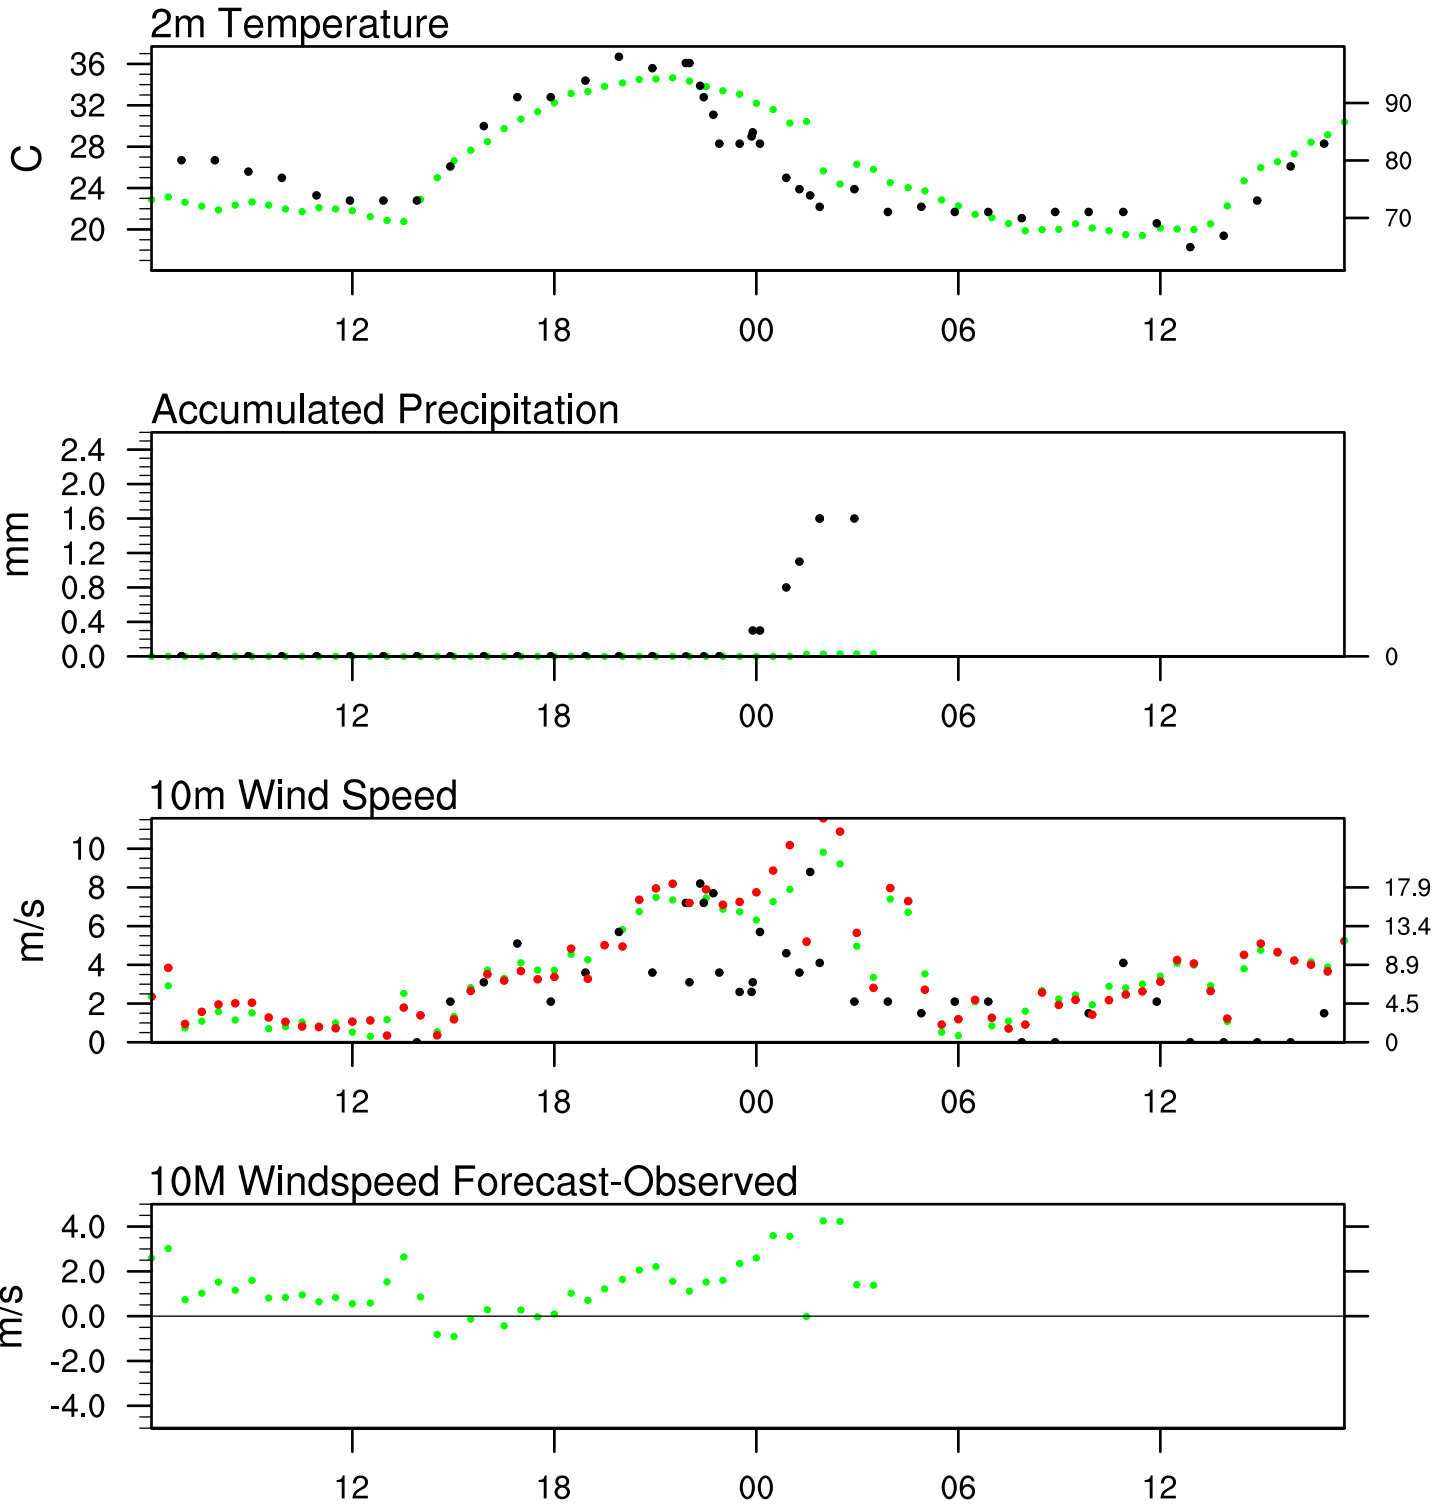 2m Temperature
36
32
28
24
20
C
90
80
70
12 18 00 06 12
Accumulated Precipitation
2.4
2.0
1.6
1.2
0.8
0.4
0.0
mm
0
12 18 00 06 12
10m Wind Speed
10
8
6
4
2
0
m/s
17.9
13.4
8.9
4.5
0
12 18 00 06 12
10M Windspeed Forecast-Observed
4.0
2.0
0.0
-2.0
-4.0
m/s
12 18 00 06 12